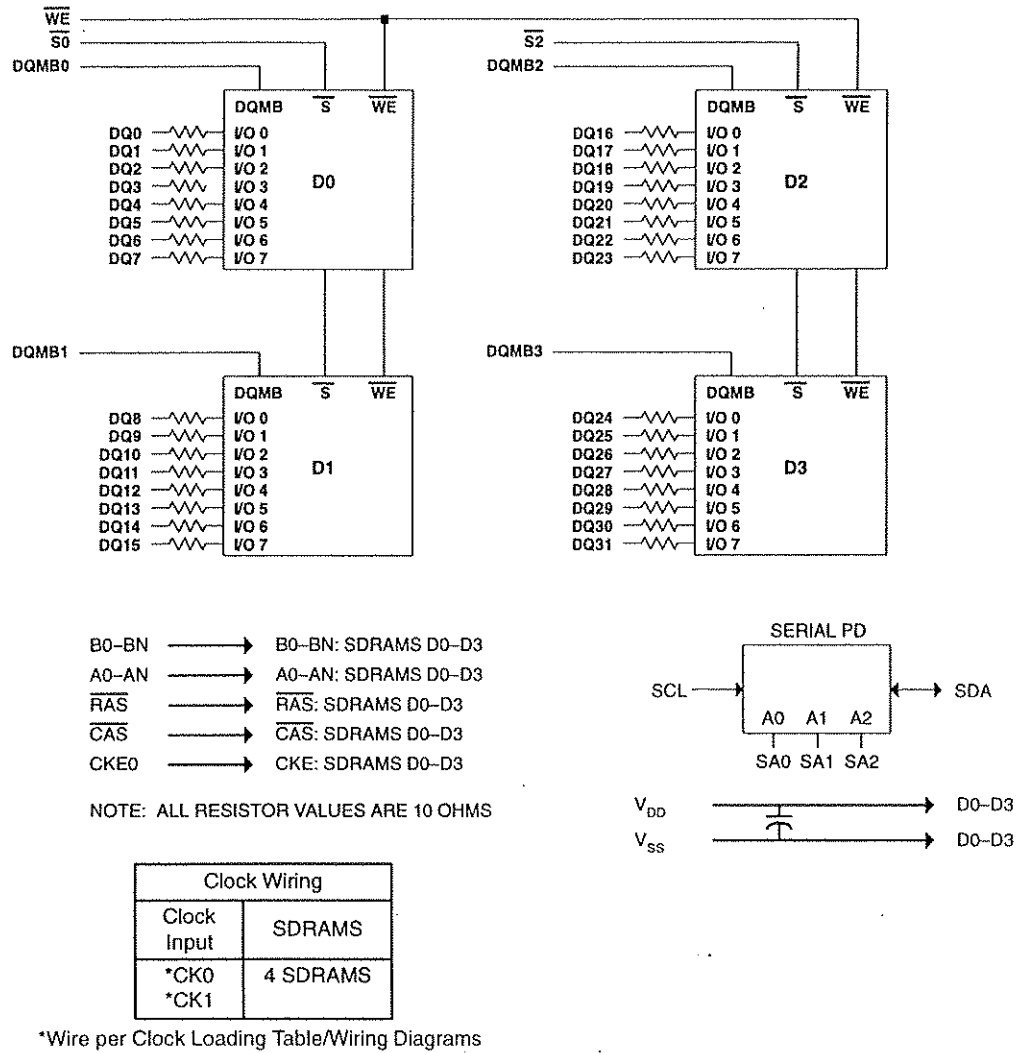 WE
S0
DQMB0
DQMB S WE
DQ0 I/O 0
DQ1 I/O 1
DQ2 I/O 2
DQ3 I/O 3
DQ4 I/O 4
DQ5 I/O 5
DQ6 I/O 6
DQ7 I/O 7
D0
S2
DQMB2
DQMB S WE
DQ16 I/O 0
DQ17 I/O 1
DQ18 I/O 2
DQ19 I/O 3
DQ20 I/O 4
DQ21 I/O 5
DQ22 I/O 6
DQ23 I/O 7
D2
DQMB1
DQMB S WE
DQ8 I/O 0
DQ9 I/O 1
DQ10 I/O 2
DQ11 I/O 3
DQ12 I/O 4
DQ13 I/O 5
DQ14 I/O 6
DQ15 I/O 7
D1
DQMB3
DQMB S WE
DQ24 I/O 0
DQ25 I/O 1
DQ26 I/O 2
DQ27 I/O 3
DQ28 I/O 4
DQ29 I/O 5
DQ30 I/O 6
DQ31 I/O 7
D3
B0–BN B0–BN: SDRAMS D0–D3
A0–AN A0–AN: SDRAMS D0–D3
RAS RAS: SDRAMS D0–D3
CAS CAS: SDRAMS D0–D3
CKE0 CKE: SDRAMS D0–D3
NOTE: ALL RESISTOR VALUES ARE 10 OHMS
SERIAL PD
SCL SDA
A0 A1 A2
SA0 SA1 SA2
VDD D0–D3
VSS D0–D3
Clock Wiring
Clock Input SDRAMS
*CK0 4 SDRAMS
*CK1
*Wire per Clock Loading Table/Wiring Diagrams